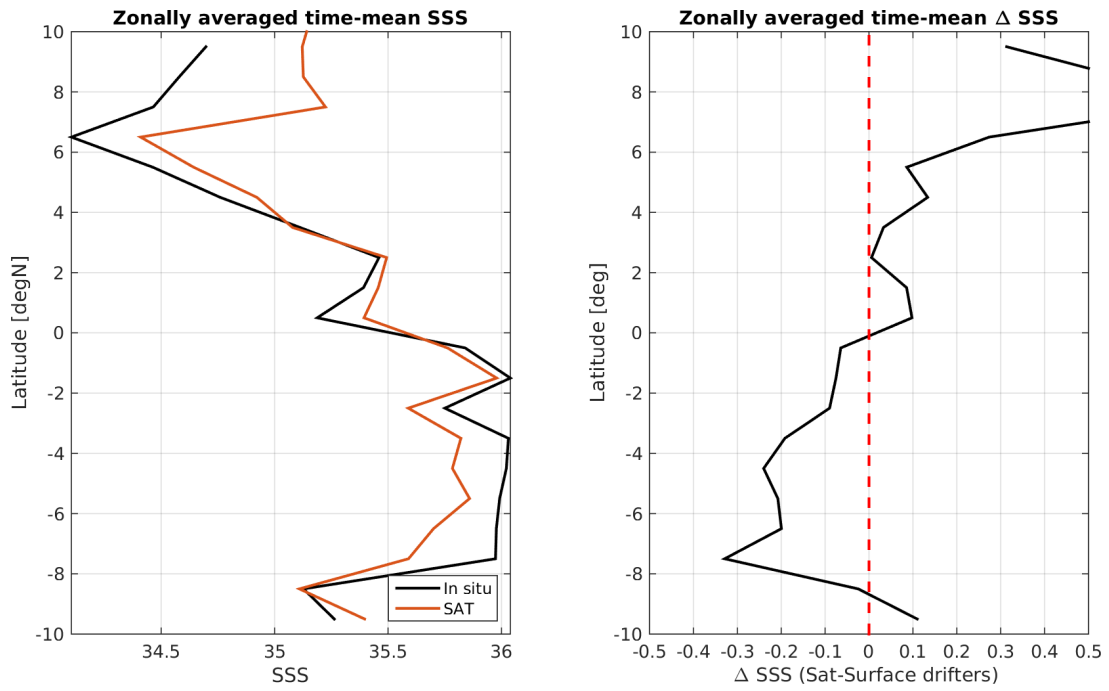 Zonally averaged time-mean SSS
10
8
6
4
2
0
-2
-4
-6
-8
-10
Latitude [degN]
34.5
35
35.5
36
SSS
In situ
SAT
Zonally averaged time-mean Δ SSS
10
8
6
4
2
0
-2
-4
-6
-8
-10
Latitude [deg]
-0.5 -0.4 -0.3 -0.2 -0.1 0 0.1 0.2 0.3 0.4 0.5
Δ SSS (Sat-Surface drifters)